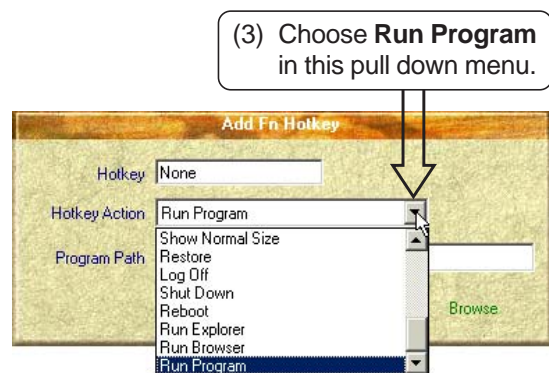 (3) Choose Run Program
in this pull down menu.
Add Fn Hotkey
Hotkey None
Hotkey Action Run Program
Show Normal Size
Restore
Program Path
Log Off
Shut Down
Reboot
Browse
Run Explorer
Run Browser
Run Program